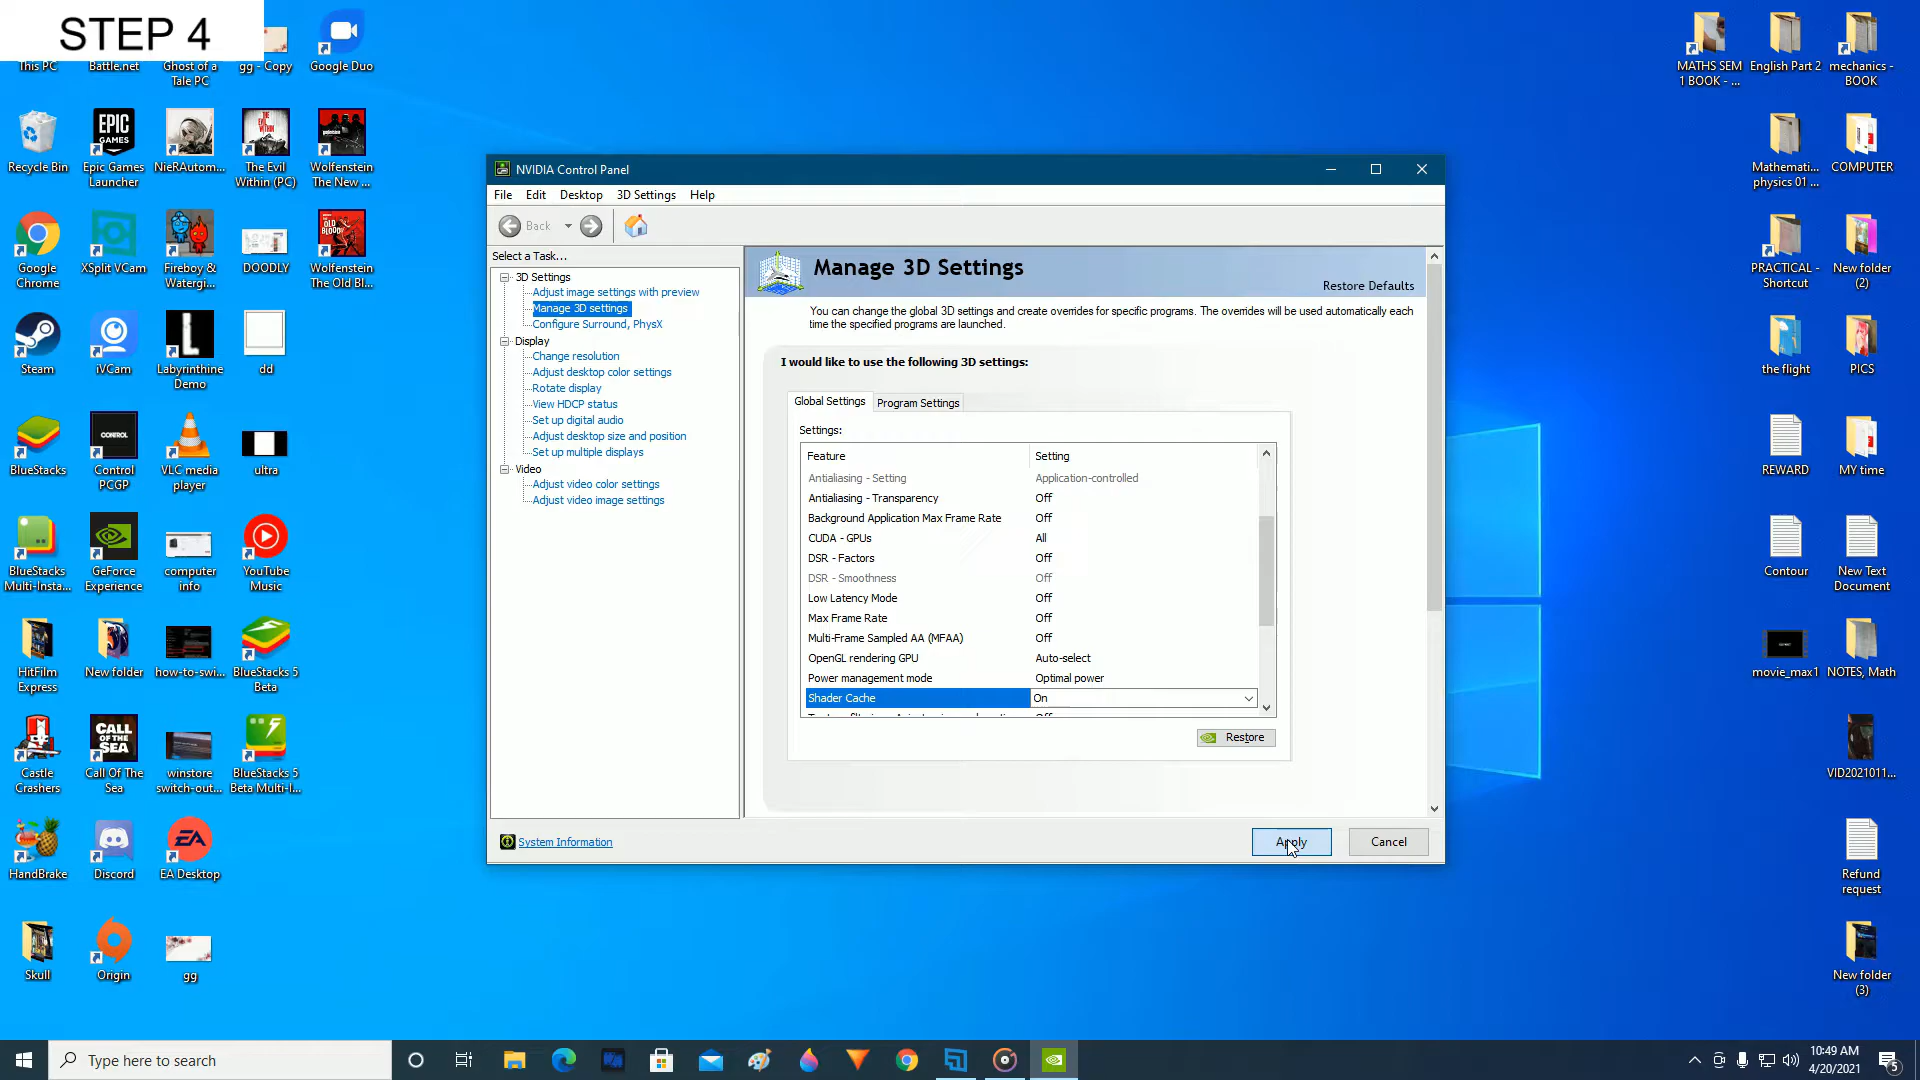 STEP 4
This PC
Battle.net
Ghost of a
Tale PC
gg - Copy
Google Duo
Recycle Bin
Epic Games
Launcher
NieRAutom...
The Evil
Within (PC)
Wolfenstein
The New ...
Google
Chrome
XSplit VCam
Fireboy &
Watergi...
DOODLY
Wolfenstein
The Old Bl...
Steam
iVCam
Labyrinthine
Demo
dd
BlueStacks
Control
PCGP
VLC media
player
ultra
BlueStacks
Multi-Insta...
GeForce
Experience
computer
info
YouTube
Music
HitFilm
Express
New folder
how-to-swi...
BlueStacks 5
Beta
Castle
Crashers
Call Of The
Sea
winstore
switch-out...
BlueStacks 5
Beta Multi-I...
HandBrake
Discord
EA Desktop
Skull
Origin
gg
NVIDIA Control Panel
File Edit Desktop 3D Settings Help
Back
Select a Task...
3D Settings
Adjust image settings with preview
Manage 3D settings
Configure Surround, PhysX
Display
Change resolution
Adjust desktop color settings
Rotate display
View HDCP status
Set up digital audio
Adjust desktop size and position
Set up multiple displays
Video
Adjust video color settings
Adjust video image settings
System Information
Manage 3D Settings
Restore Defaults
You can change the global 3D settings and create overrides for specific programs. The overrides will be used automatically each
time the specified programs are launched.
I would like to use the following 3D settings:
Global Settings Program Settings
Settings:
Feature Setting
Antialiasing - Setting Application-controlled
Antialiasing - Transparency Off
Background Application Max Frame Rate Off
CUDA - GPUs All
DSR - Factors Off
DSR - Smoothness Off
Low Latency Mode Off
Max Frame Rate Off
Multi-Frame Sampled AA (MFAA) Off
OpenGL rendering GPU Auto-select
Power management mode Optimal power
Shader Cache On
Restore
Apply Cancel
MATHS SEM
1 BOOK - ...
English Part 2
mechanics -
BOOK
Mathemati...
physics 01 ...
COMPUTER
PRACTICAL -
Shortcut
New folder
(2)
the flight
PICS
REWARD
MY time
Contour
New Text
Document
movie_max1
NOTES, Math
VID2021011...
Refund
request
New folder
(3)
Type here to search
10:49 AM
4/20/2021
5